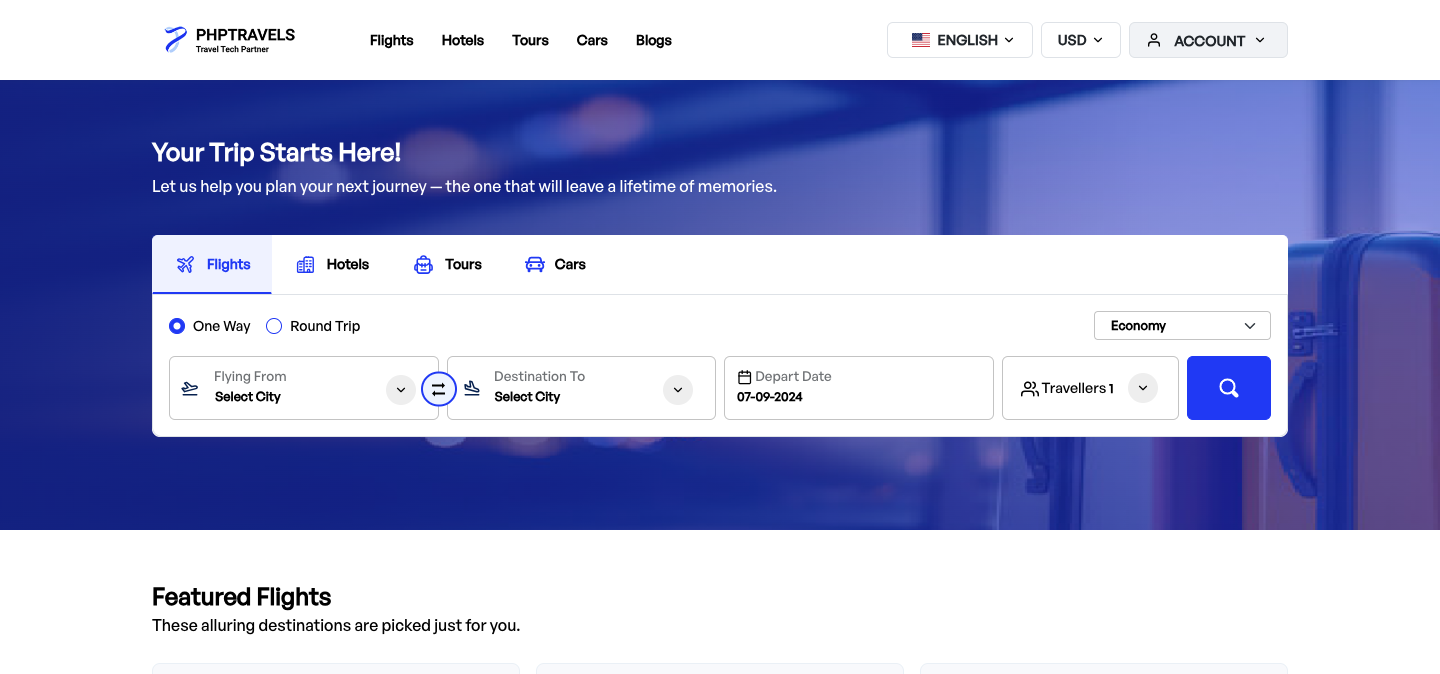 PHPTRAVELS
Travel Tech Partner
Flights Hotels Tours Cars Blogs
ENGLISH USD ACCOUNT
Your Trip Starts Here!
Let us help you plan your next journey — the one that will leave a lifetime of memories.
Flights Hotels Tours Cars
One Way Round Trip Economy
Flying From Destination To Depart Date
Select City Select City 07-09-2024
Travellers 1
Featured Flights
These alluring destinations are picked just for you.